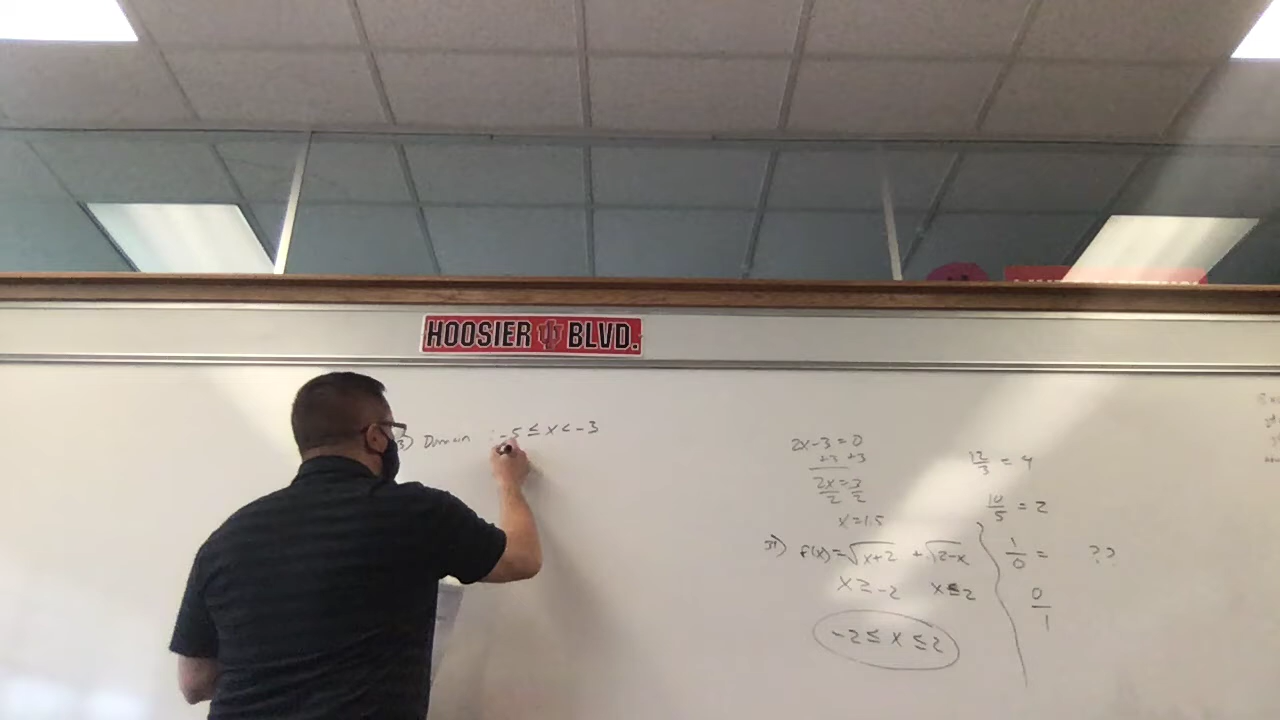 HOOSIER BLVD.
3) Domain : -5 ≤ x < -3
2x-3=0
+3 +3
2x = 3
2 2
x=1.5
f(x)=√x+2 + √2-x
x ≥ -2 x ≤ 2
-2 ≤ x ≤ 2
12/3 = 4
10/5 = 2
1/0 = ??
0/1